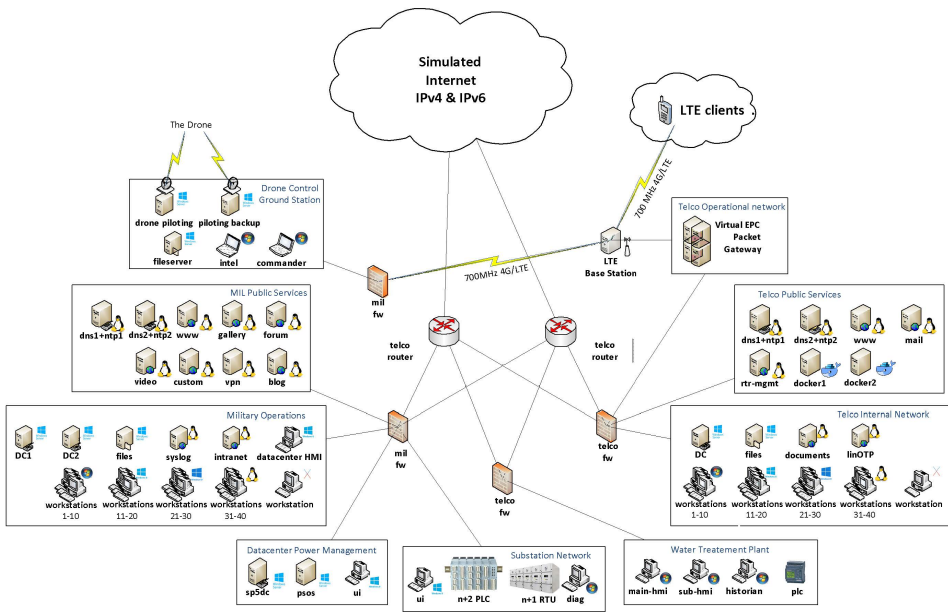 Simulated
Internet
IPv4 & IPv6
LTE clients .
The Drone
700 MHz 4G/LTE
Drone Control
Ground Station
drone piloting
piloting backup
fileserver
intel
commander
Telco Operational network
Virtual EPC
Packet
Gateway
LTE
Base Station
700MHz 4G/LTE
mil
fw
MIL Public Services
dns1+ntp1
dns2+ntp2
www
gallery
forum
video
custom
vpn
blog
telco
router
telco
router
Telco Public Services
dns1+ntp1
dns2+ntp2
www
mail
rtr-mgmt
docker1
docker2
Military Operations
DC1
DC2
files
syslog
intranet
datacenter HMI
workstations
1-10
workstations
11-20
workstations
21-30
workstations
31-40
workstation
mil
fw
telco
fw
telco
fw
Telco Internal Network
DC
files
documents
linOTP
workstations
1-10
workstations
11-20
workstations
21-30
workstations
31-40
workstation
Datacenter Power Management
sp5dc
psos
ui
Substation Network
ui
n+2 PLC
n+1 RTU
diag
Water Treatement Plant
main-hmi
sub-hmi
historian
plc